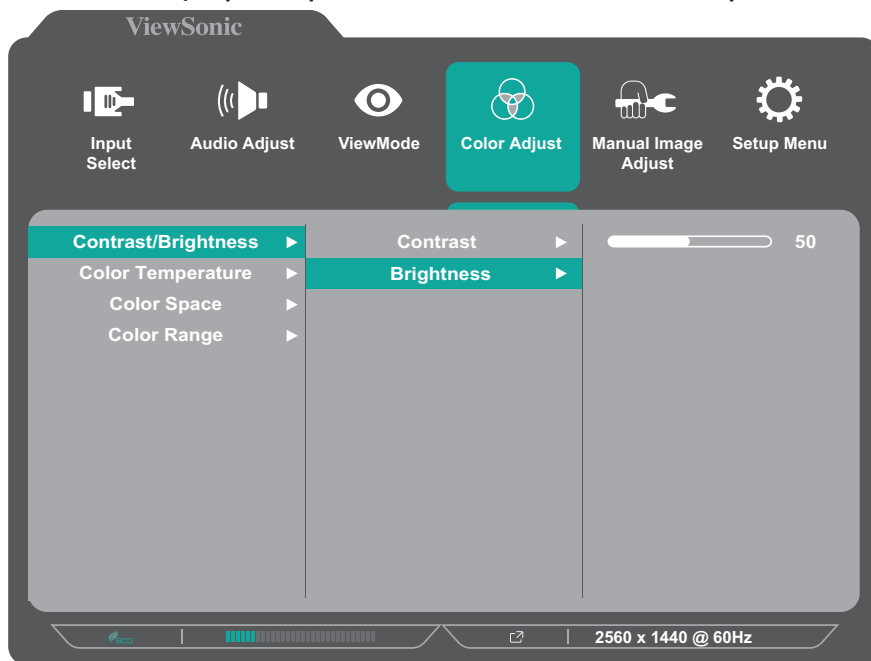 ViewSonic
Input Select
Audio Adjust
ViewMode
Color Adjust
Manual Image Adjust
Setup Menu
Contrast/Brightness
Contrast
50
Color Temperature
Brightness
Color Space
Color Range
eco
2560 x 1440 @ 60Hz